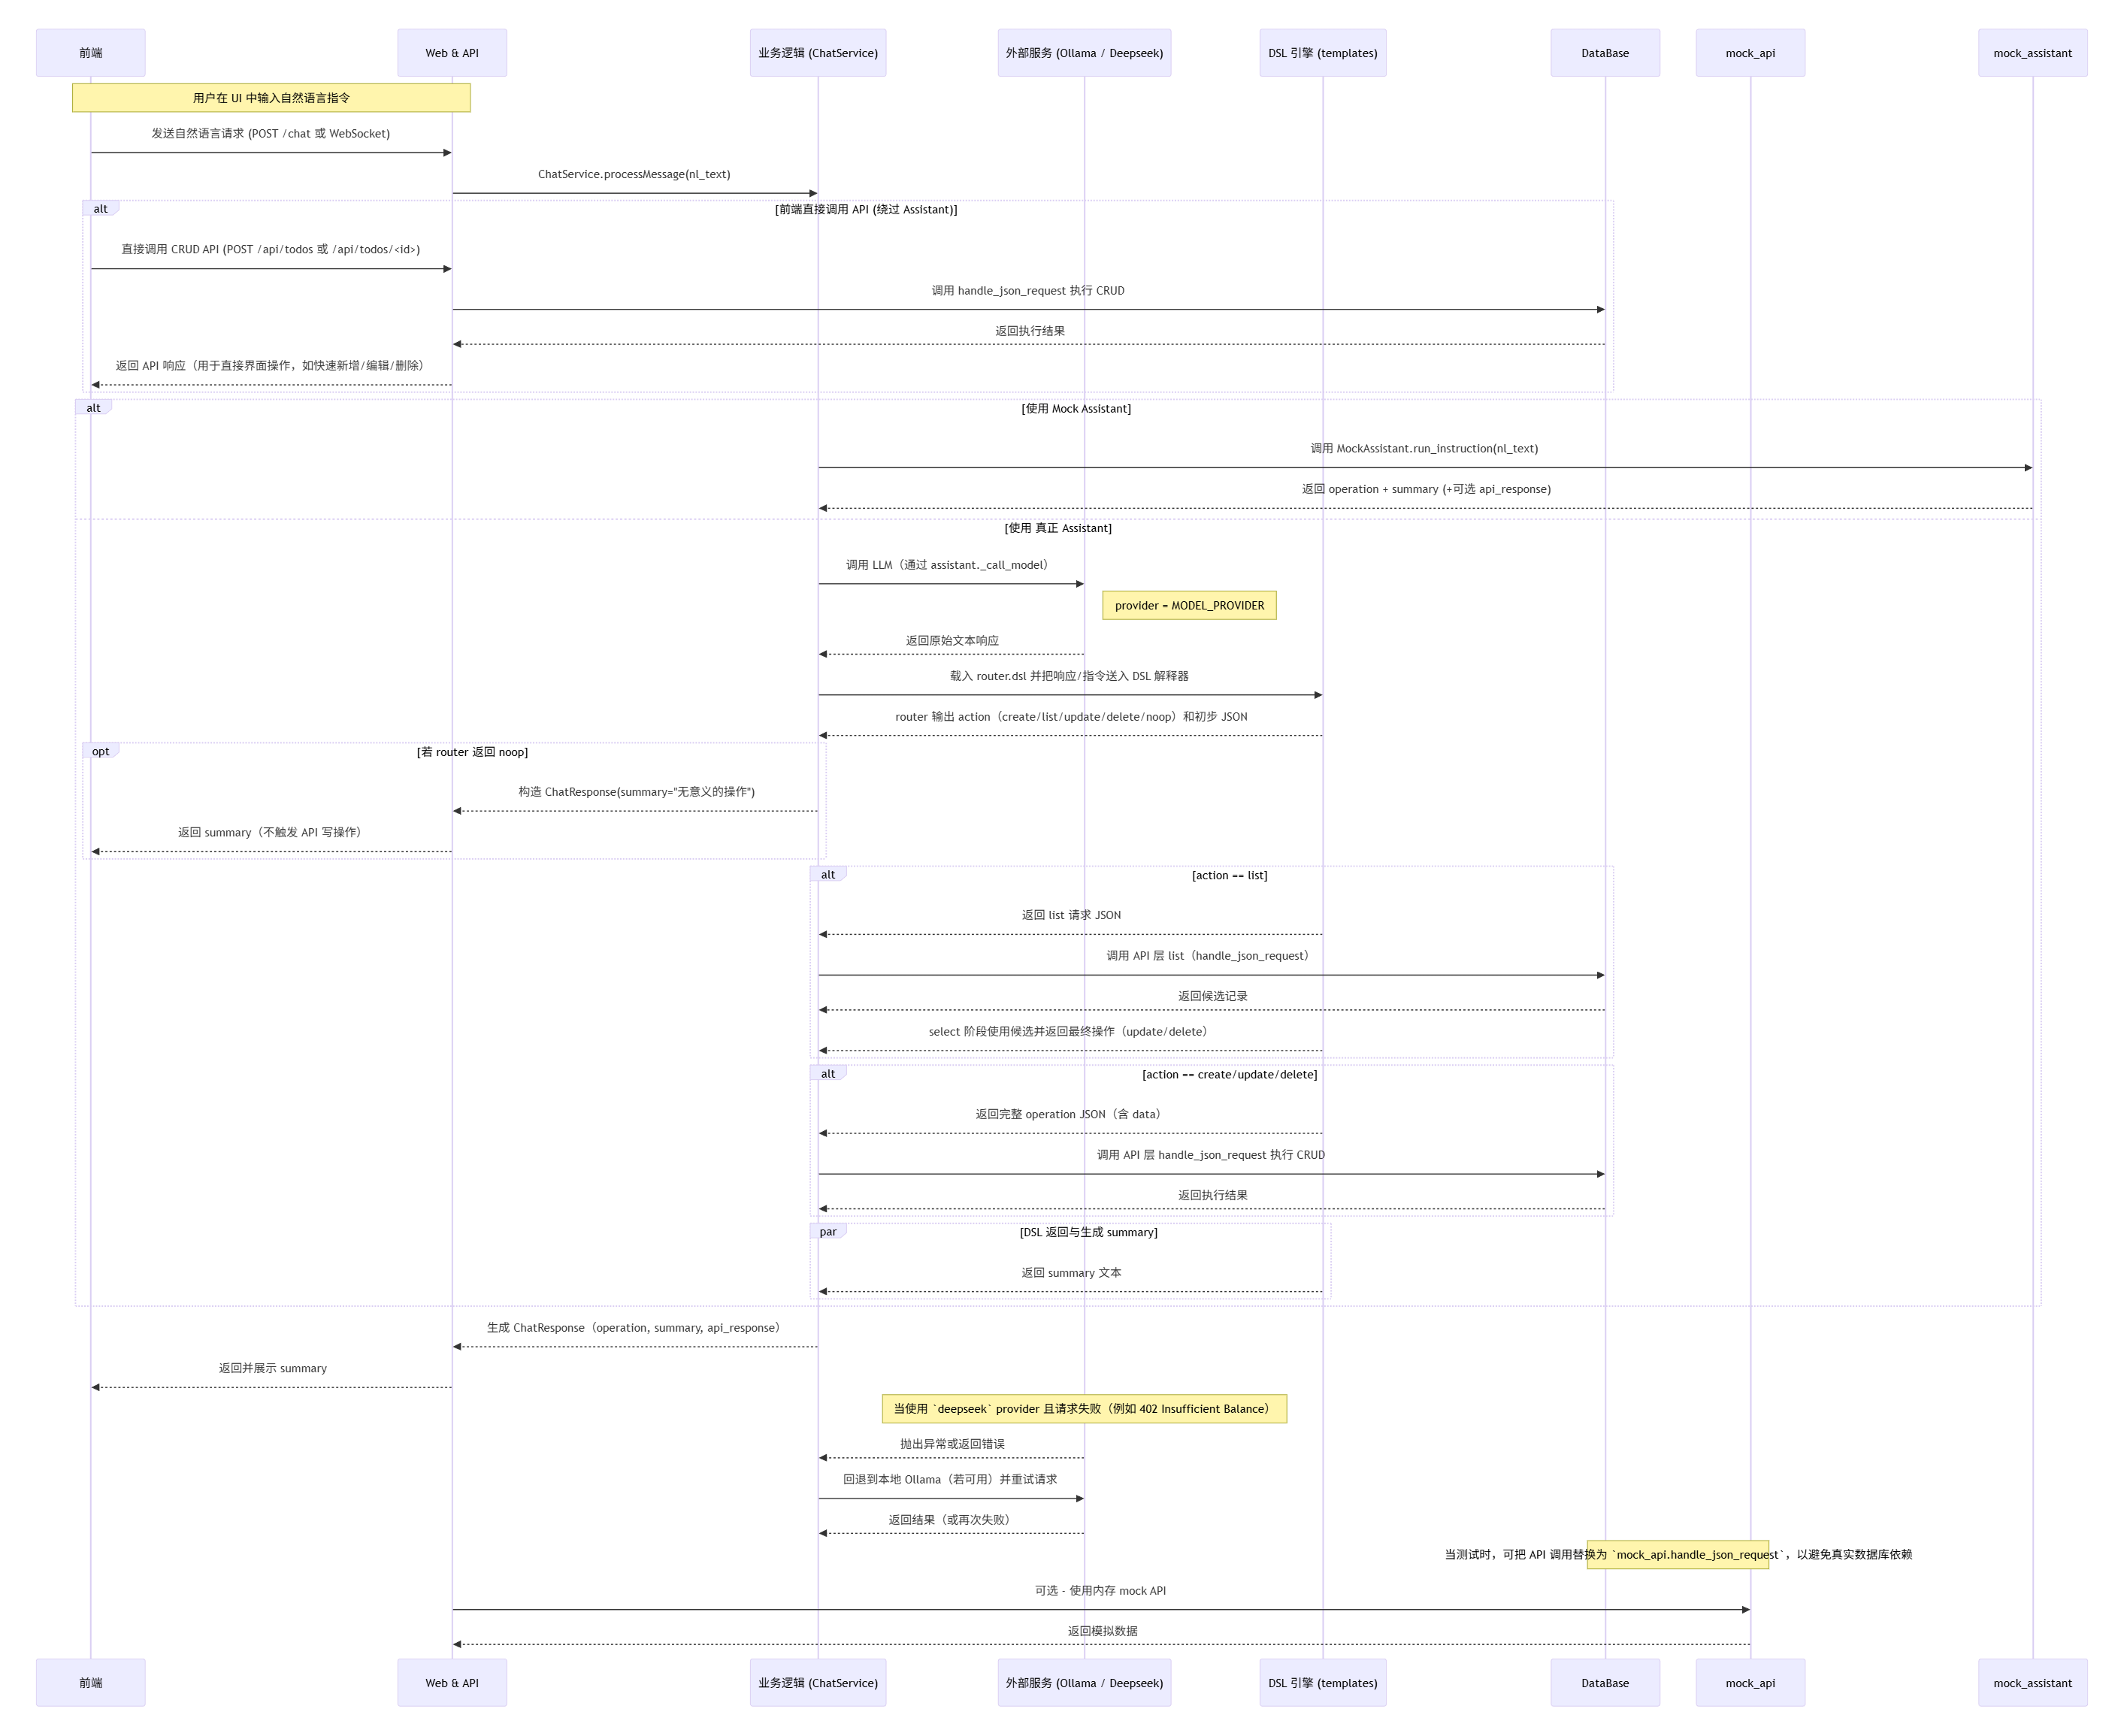 前端
Web & API
业务逻辑 (ChatService)
外部服务 (Ollama / Deepseek)
DSL 引擎 (templates)
DataBase
mock_api
mock_assistant
用户在 UI 中输入自然语言指令
发送自然语言请求 (POST /chat 或 WebSocket)
ChatService.processMessage(nl_text)
alt
[前端直接调用 API (绕过 Assistant)]
直接调用 CRUD API (POST /api/todos 或 /api/todos/<id>)
调用 handle_json_request 执行 CRUD
返回执行结果
返回 API 响应（用于直接界面操作，如快速新增/编辑/删除）
alt
[使用 Mock Assistant]
调用 MockAssistant.run_instruction(nl_text)
返回 operation + summary (+可选 api_response)
[使用 真正 Assistant]
调用 LLM（通过 assistant._call_model）
provider = MODEL_PROVIDER
返回原始文本响应
载入 router.dsl 并把响应/指令送入 DSL 解释器
router 输出 action（create/list/update/delete/noop）和初步 JSON
opt
[若 router 返回 noop]
构造 ChatResponse(summary="无意义的操作")
返回 summary（不触发 API 写操作）
alt
[action == list]
返回 list 请求 JSON
调用 API 层 list（handle_json_request）
返回候选记录
select 阶段使用候选并返回最终操作（update/delete）
alt
[action == create/update/delete]
返回完整 operation JSON（含 data）
调用 API 层 handle_json_request 执行 CRUD
返回执行结果
par
[DSL 返回与生成 summary]
返回 summary 文本
生成 ChatResponse（operation, summary, api_response）
返回并展示 summary
当使用 `deepseek` provider 且请求失败（例如 402 Insufficient Balance）
抛出异常或返回错误
回退到本地 Ollama（若可用）并重试请求
返回结果（或再次失败）
当测试时，可把 API 调用替换为 `mock_api.handle_json_request`，以避免真实数据库依赖
可选 - 使用内存 mock API
返回模拟数据
前端
Web & API
业务逻辑 (ChatService)
外部服务 (Ollama / Deepseek)
DSL 引擎 (templates)
DataBase
mock_api
mock_assistant